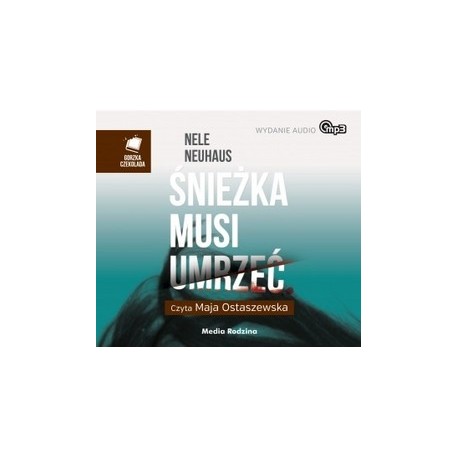 WYDANIE AUDIO mp3
GORZKA
CZEKOLADA
NELE
NEUHAUS
ŚNIEŻKA
MUSI
UMRZEĆ
Czyta Maja Ostaszewska
Media Rodzina